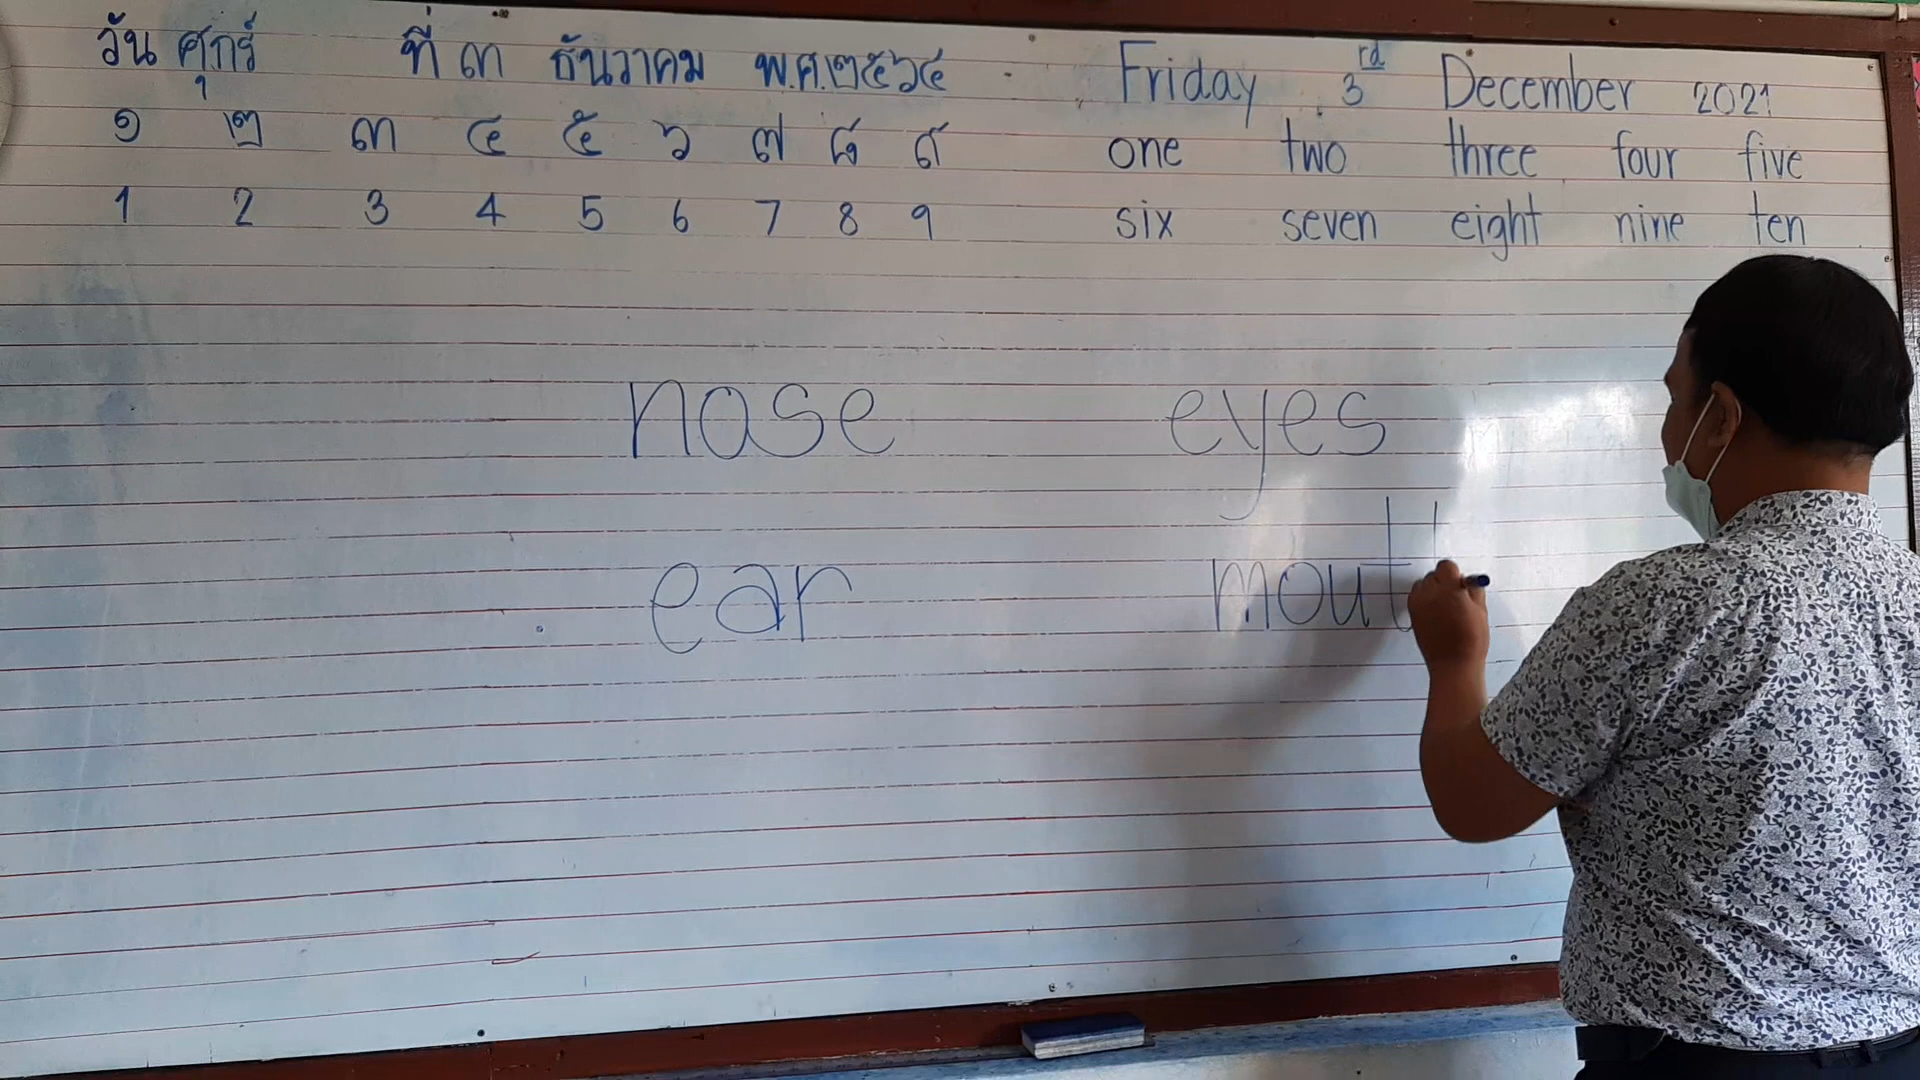 วัน ศุกร์ ที่ ๓ ธันวาคม พ.ศ.๒๕๖๔ Friday 3rd December 2021
๑ ๒ ๓ ๔ ๕ ๖ ๗ ๘ ๙ one two three four five
1 2 3 4 5 6 7 8 9 six seven eight nine ten
nose eyes
ear mout